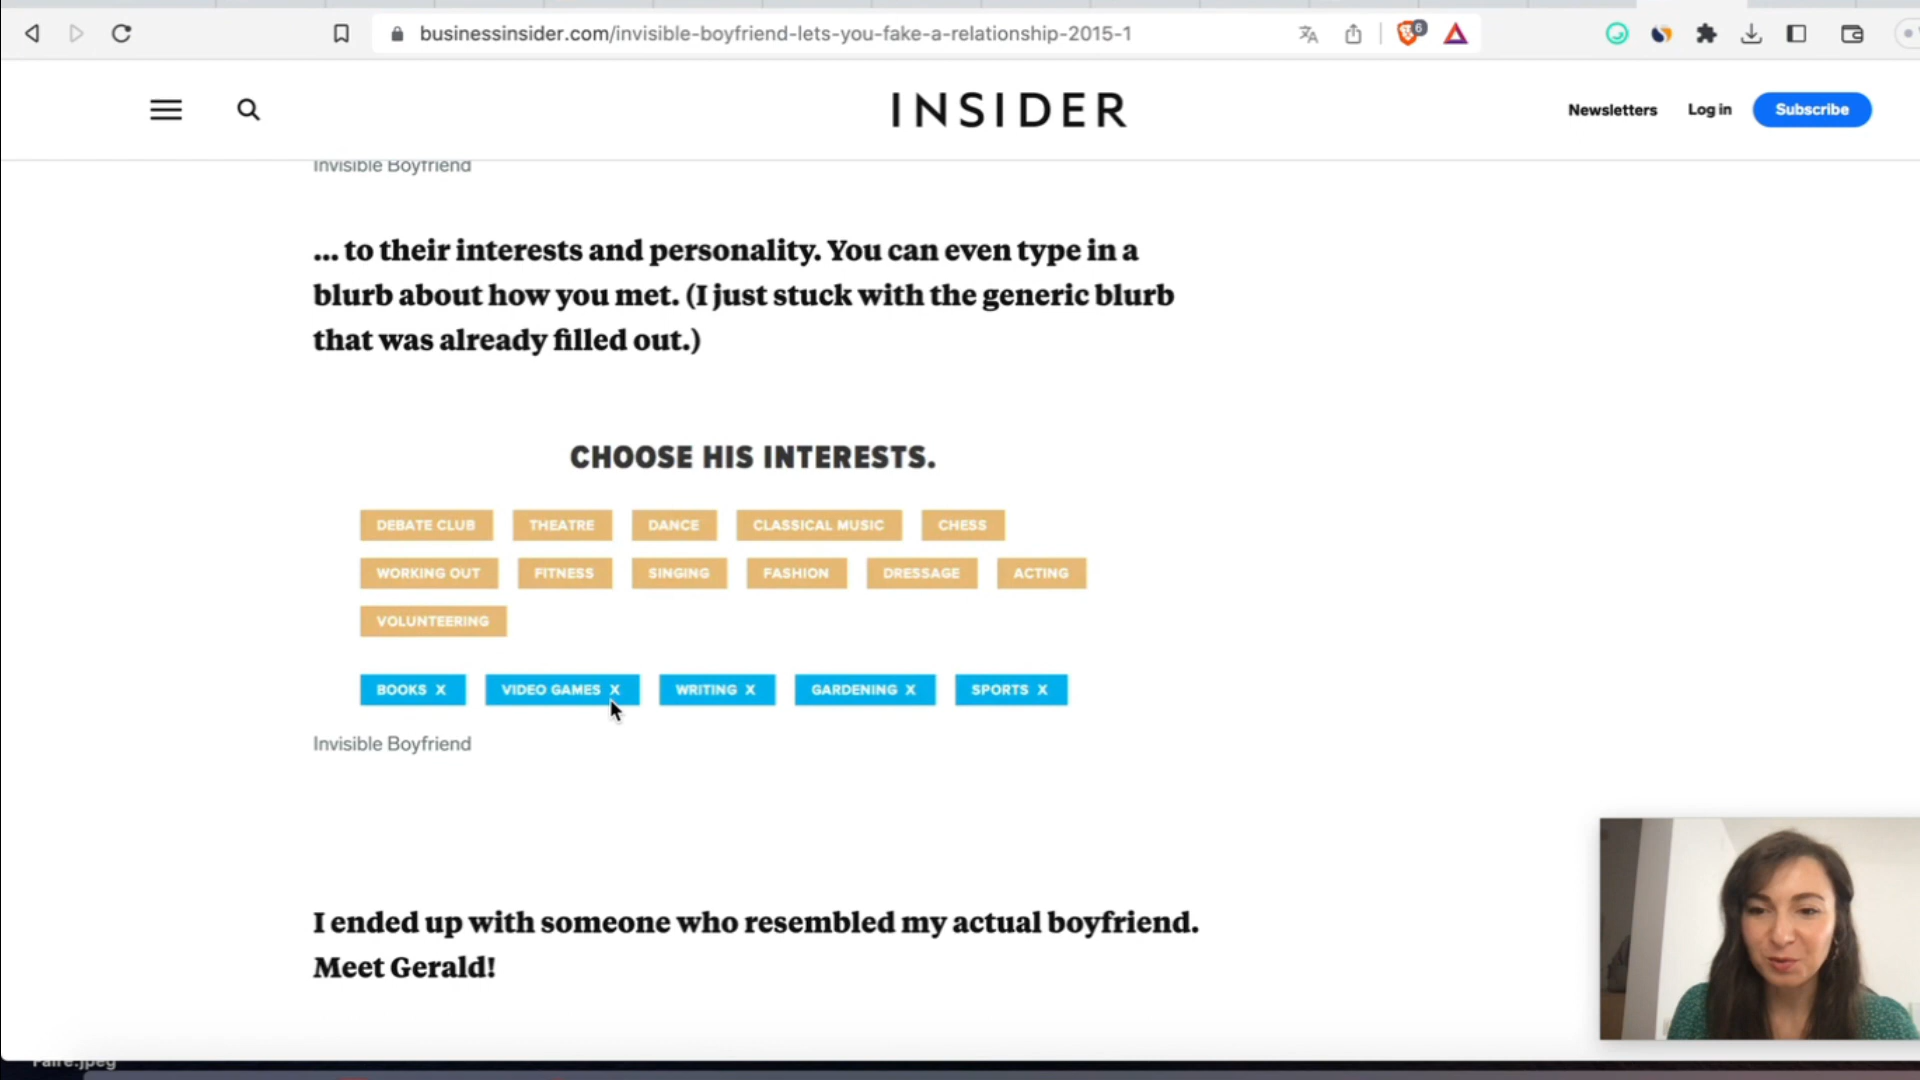 businessinsider.com/invisible-boyfriend-lets-you-fake-a-relationship-2015-1
6
INSIDER
Newsletters
Log in
Subscribe
Invisible Boyfriend
... to their interests and personality. You can even type in a
blurb about how you met. (I just stuck with the generic blurb
that was already filled out.)
CHOOSE HIS INTERESTS.
DEBATE CLUB THEATRE DANCE CLASSICAL MUSIC CHESS
WORKING OUT FITNESS SINGING FASHION DRESSAGE ACTING
VOLUNTEERING
BOOKS X VIDEO GAMES X WRITING X GARDENING X SPORTS X
Invisible Boyfriend
I ended up with someone who resembled my actual boyfriend.
Meet Gerald!